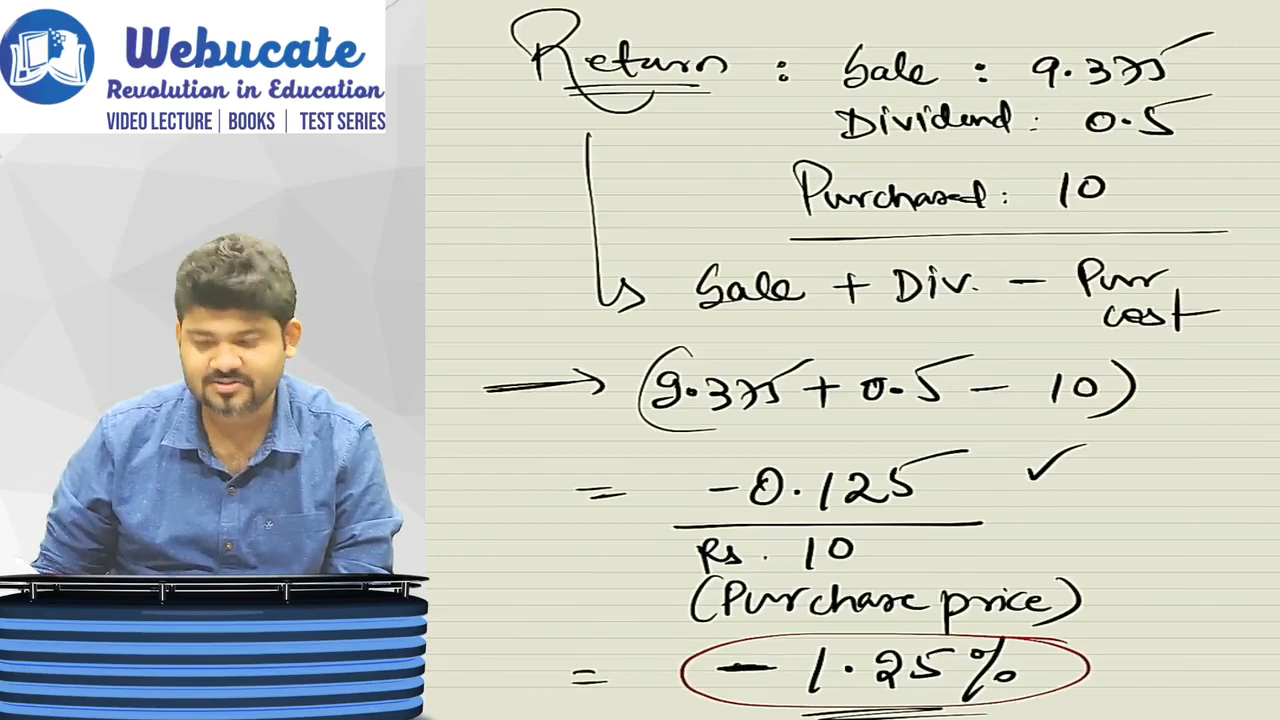 Webucate
Revolution in Education
VIDEO LECTURE | BOOKS | TEST SERIES
Return : Sale : 9.375
Dividend : 0.5
Purchased : 10
Sale + Div. - Purr
cost
(9.375 + 0.5 - 10)
= -0.125 ✓
Rs. 10
(Purchase price)
= -1.25%